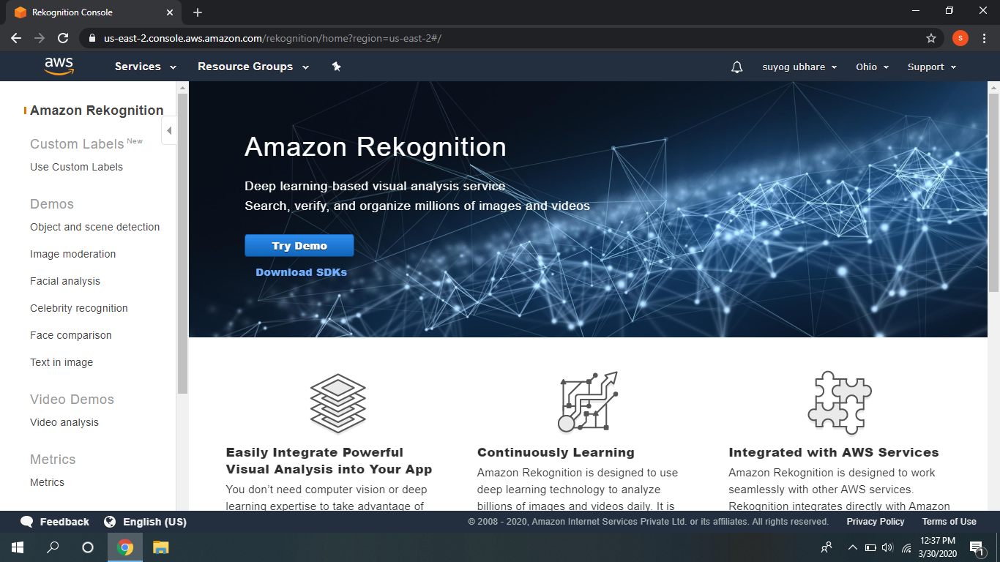 Rekognition Console
us-east-2.console.aws.amazon.com/rekognition/home?region=us-east-2#/
S
aws
Services
Resource Groups
suyog ubhare
Ohio
Support
Amazon Rekognition
Custom Labels New
Use Custom Labels
Demos
Object and scene detection
Image moderation
Facial analysis
Celebrity recognition
Face comparison
Text in image
Video Demos
Video analysis
Metrics
Metrics
Amazon Rekognition
Deep learning-based visual analysis service
Search, verify, and organize millions of images and videos
Try Demo
Download SDKs
Easily Integrate Powerful
Visual Analysis into Your App
You don’t need computer vision or deep
learning expertise to take advantage of
Continuously Learning
Amazon Rekognition is designed to use
deep learning technology to analyze
billions of images and videos daily. It is
Integrated with AWS Services
Amazon Rekognition is designed to work
seamlessly with other AWS services.
Rekognition integrates directly with Amazon
Feedback
English (US)
© 2008 - 2020, Amazon Internet Services Private Ltd. or its affiliates. All rights reserved.
Privacy Policy
Terms of Use
12:37 PM
3/30/2020
1